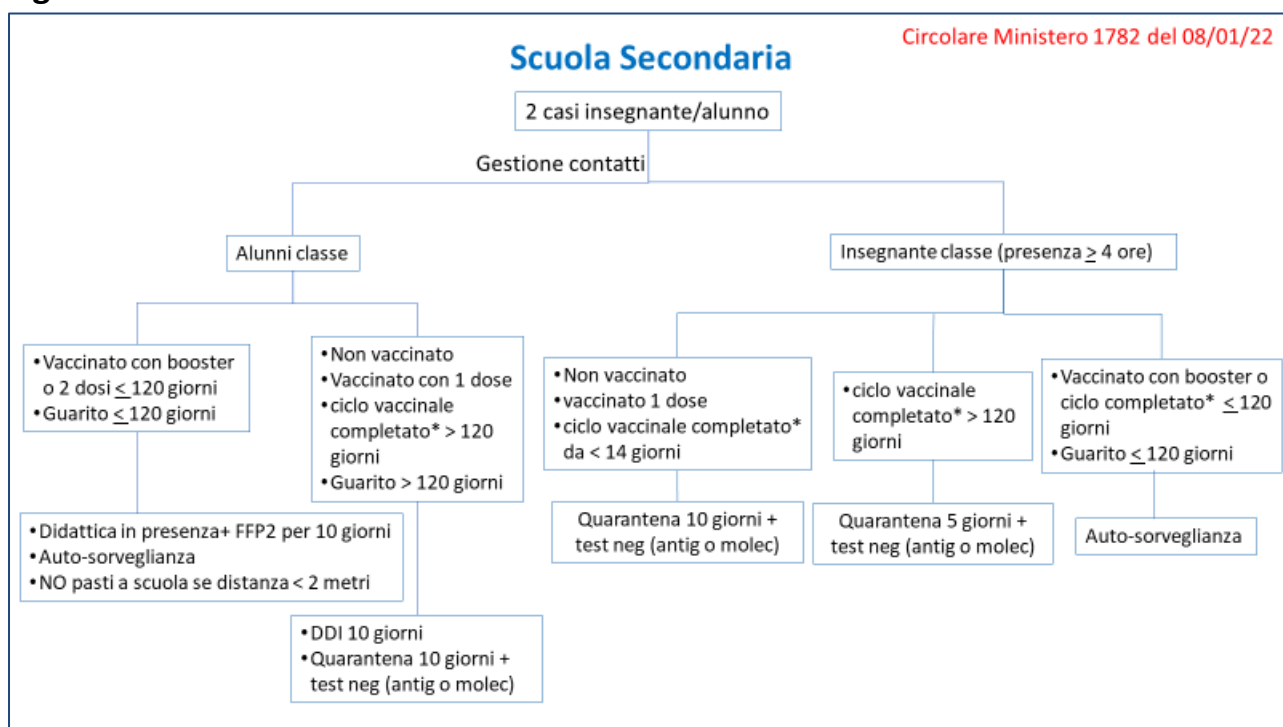 Circolare Ministero 1782 del 08/01/22
Scuola Secondaria
2 casi insegnante/alunno
Gestione contatti
Alunni classe
Insegnante classe (presenza ≥ 4 ore)
•Vaccinato con booster
o 2 dosi ≤ 120 giorni
•Guarito ≤ 120 giorni
•Non vaccinato
•Vaccinato con 1 dose
•ciclo vaccinale
completato* > 120
giorni
•Guarito > 120 giorni
•Non vaccinato
•vaccinato 1 dose
•ciclo vaccinale completato*
da < 14 giorni
•ciclo vaccinale
completato* > 120
giorni
•Vaccinato con booster o
ciclo completato* ≤ 120
giorni
•Guarito ≤ 120 giorni
•Didattica in presenza+ FFP2 per 10 giorni
•Auto-sorveglianza
•NO pasti a scuola se distanza < 2 metri
Quarantena 10 giorni +
test neg (antig o molec)
Quarantena 5 giorni +
test neg (antig o molec)
Auto-sorveglianza
•DDI 10 giorni
•Quarantena 10 giorni +
test neg (antig o molec)